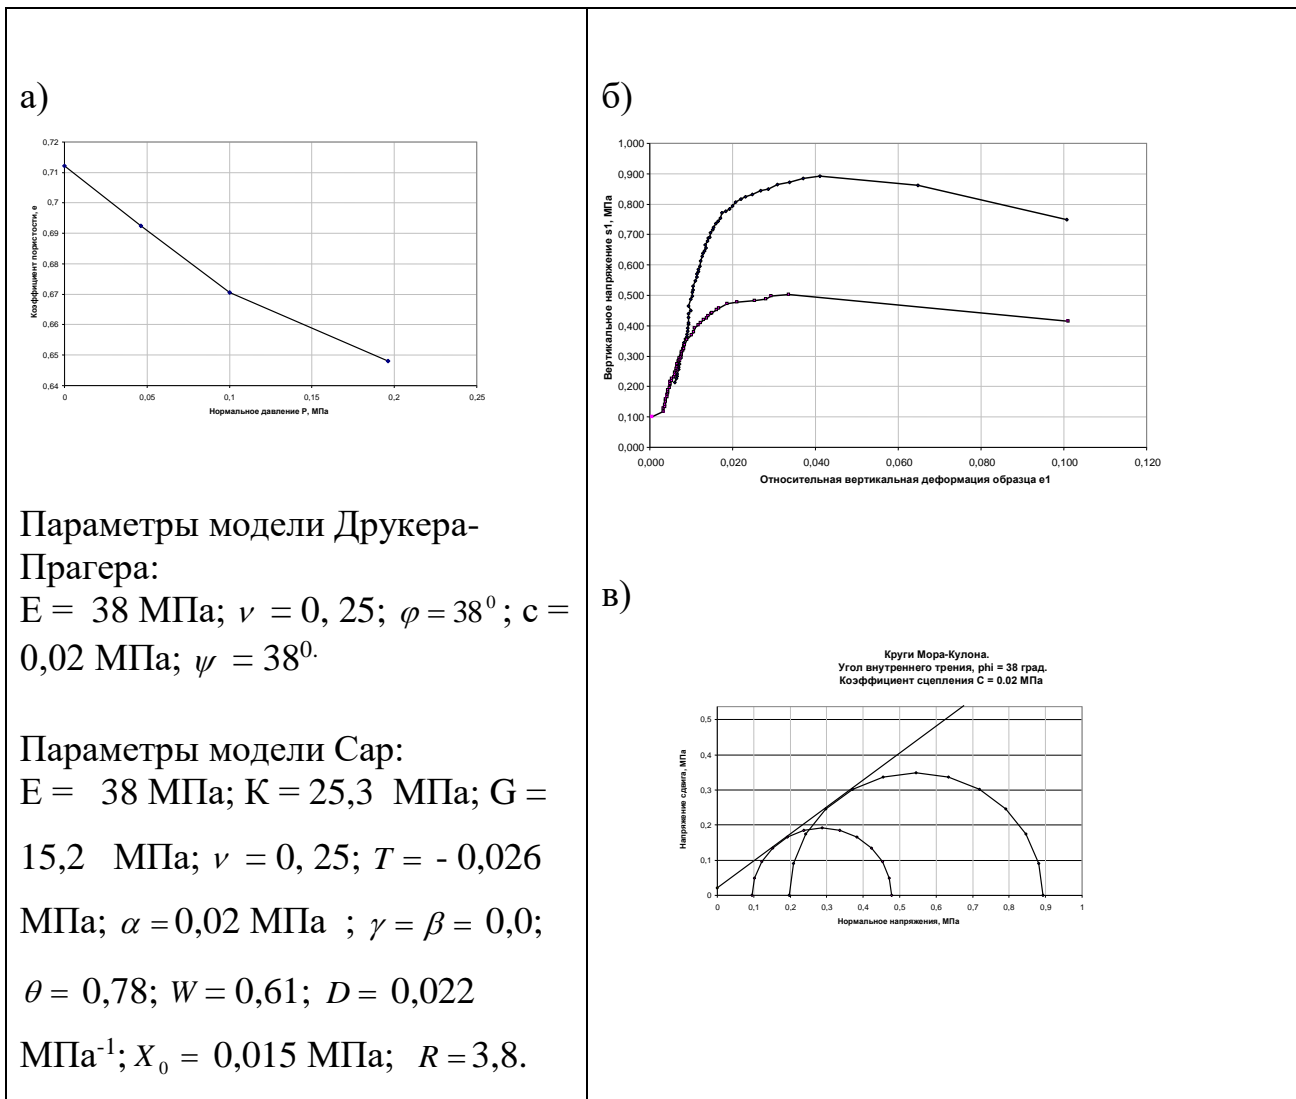 а)
0,72
0,71
0,7
0,69
0,68
0,67
0,66
0,65
0,64
Коэффициент пористости, е
0
0,05
0,1
0,15
0,2
0,25
Нормальное давление Р, МПа
Параметры модели Друкера-
Прагера:
Е = 38 МПа; ν = 0, 25; φ = 38⁰ ; с =
0,02 МПа; ψ = 38⁰·
Параметры модели Сар:
Е = 38 МПа; К = 25,3 МПа; G =
15,2 МПа; ν = 0, 25; T = - 0,026
МПа; α = 0,02 МПа ; γ = β = 0,0;
θ = 0,78; W = 0,61; D = 0,022
МПа⁻¹; X₀ = 0,015 МПа; R = 3,8.
б)
1,000
0,900
0,800
0,700
0,600
0,500
0,400
0,300
0,200
0,100
0,000
Вертикальное напряжение s1, МПа
0,000
0,020
0,040
0,060
0,080
0,100
0,120
Относительная вертикальная деформация образца е1
в)
Круги Мора-Кулона.
Угол внутреннего трения, phi = 38 град.
Коэффициент сцепления С = 0.02 МПа
0,5
0,4
0,3
0,2
0,1
0
Напряжение сдвига, МПа
0
0,1
0,2
0,3
0,4
0,5
0,6
0,7
0,8
0,9
1
Нормальное напряжения, МПа